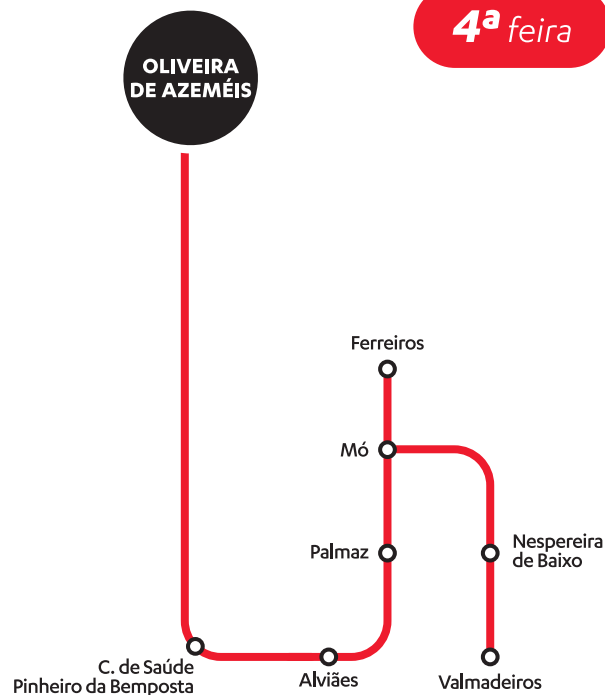 OLIVEIRA
DE AZEMÉIS
4ª feira
Ferreiros
Mó
Palmaz
Nespereira
de Baixo
C. de Saúde
Pinheiro da Bemposta
Alviães
Valmadeiros